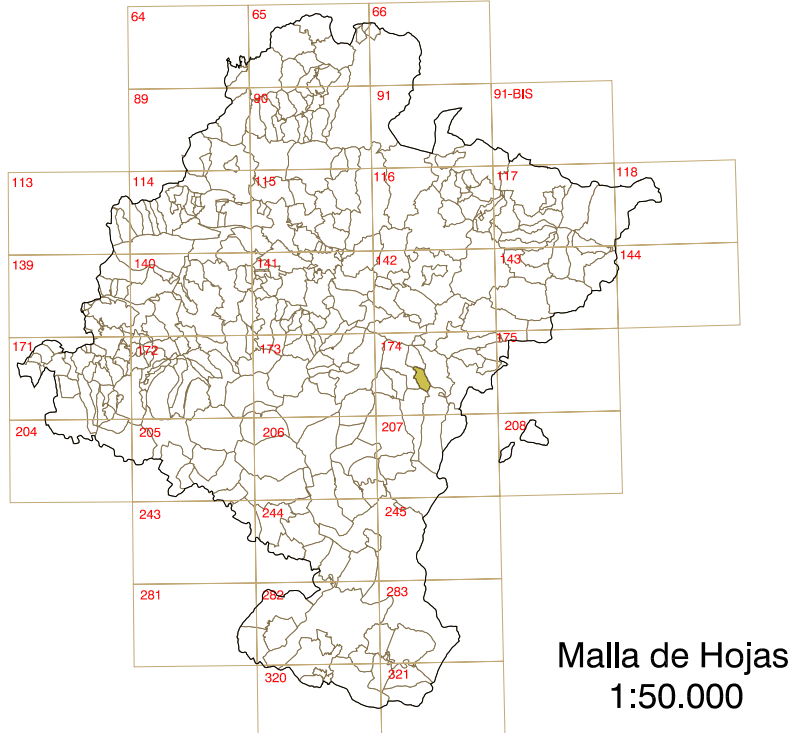 64 65 66
89 90 91 91-BIS
113 114 115 116 117 118
139 140 141 142 143 144
171 172 173 174 175
204 205 206 207 208
243 244 245
281 282 283
320 321
Malla de Hojas
1:50.000